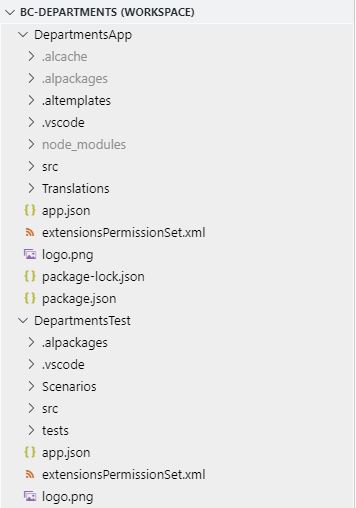 BC-DEPARTMENTS (WORKSPACE)
DepartmentsApp
.alcache
.alpackages
.altemplates
.vscode
node_modules
src
Translations
{} app.json
extensionsPermissionSet.xml
logo.png
{} package-lock.json
{} package.json
DepartmentsTest
.alpackages
.vscode
Scenarios
src
tests
{} app.json
extensionsPermissionSet.xml
logo.png